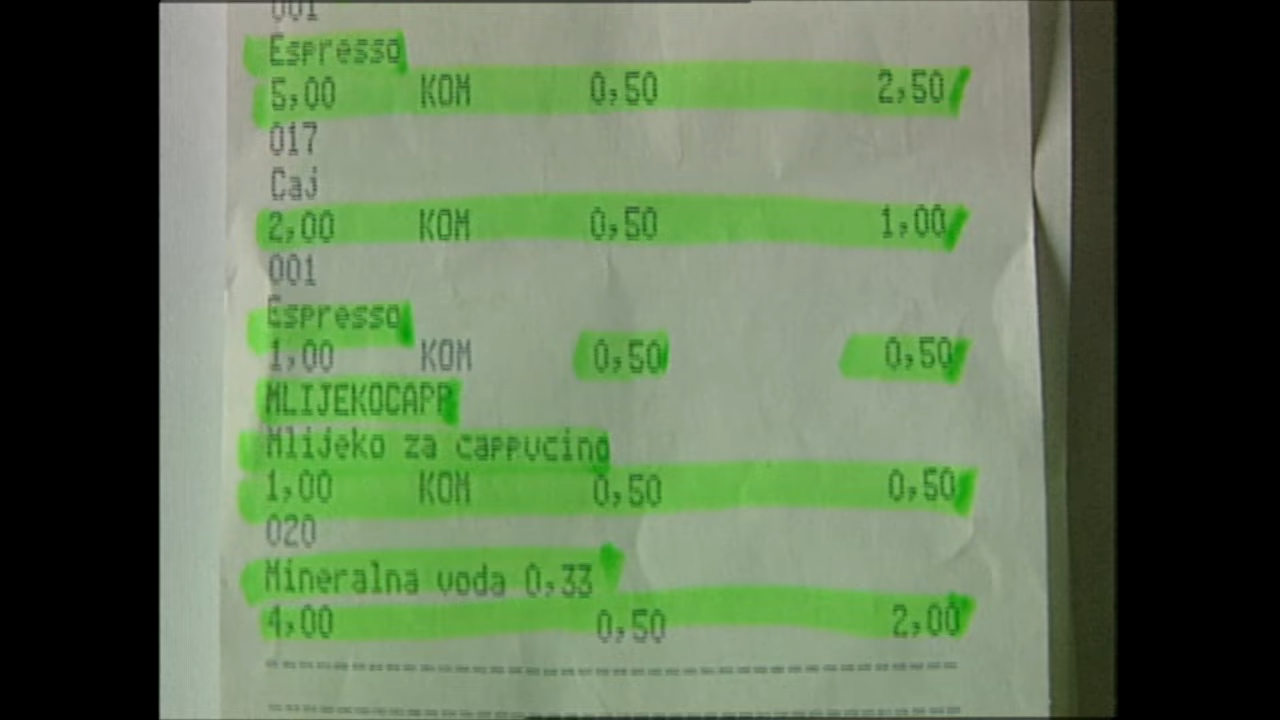 001
Espresso
5,00 KOM 0,50 2,50
017
Caj
2,00 KOM 0,50 1,00
001
Espresso
1,00 KOM 0,50 0,50
MLIJEKOCAPP
Mlijeko za cappucino
1,00 KOM 0,50 0,50
020
Mineralna voda 0,33
4,00 0,50 2,00